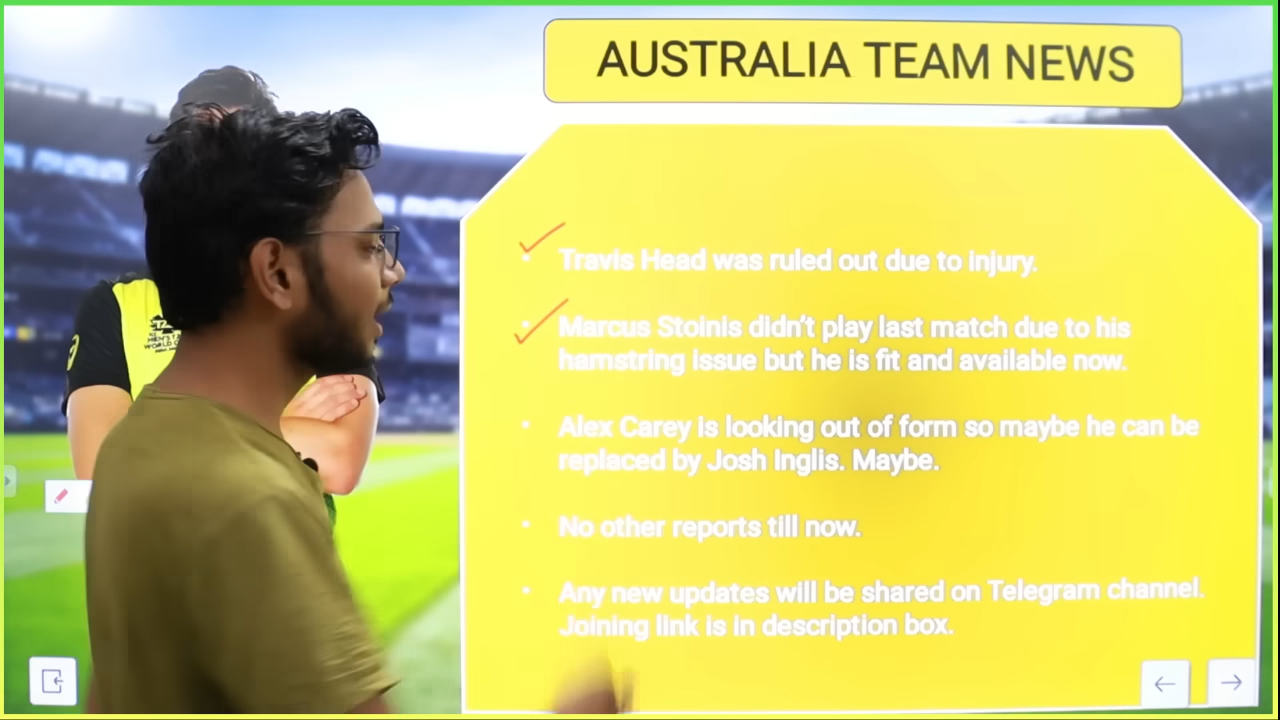 AUSTRALIA TEAM NEWS
• Travis Head was ruled out due to injury.
• Marcus Stoinis didn't play last match due to his
hamstring issue but he is fit and available now.
• Alex Carey is looking out of form so maybe he can be
replaced by Josh Inglis. Maybe.
• No other reports till now.
• Any new updates will be shared on Telegram channel.
Joining link is in description box.